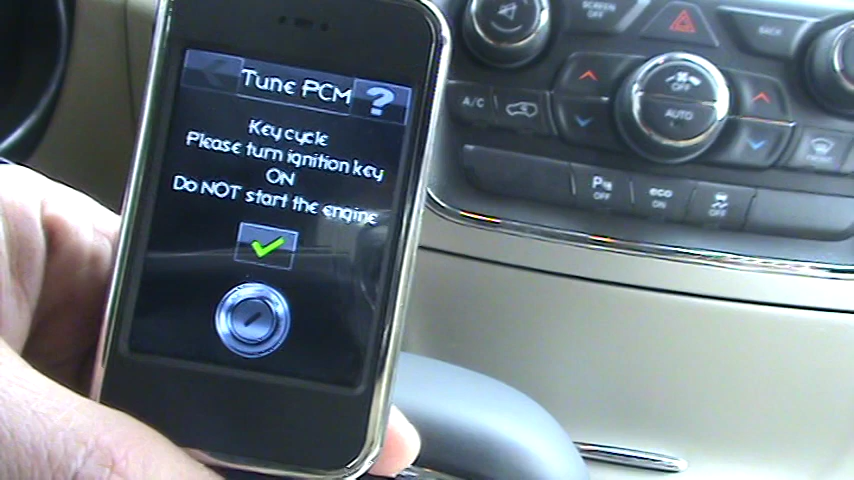 Tune PCM
?
Key cycle
Please turn ignition key
ON
Do NOT start the engine
SCREEN
OFF
BACK
OFF
AUTO
A/C
P
OFF
eco
ON
OFF